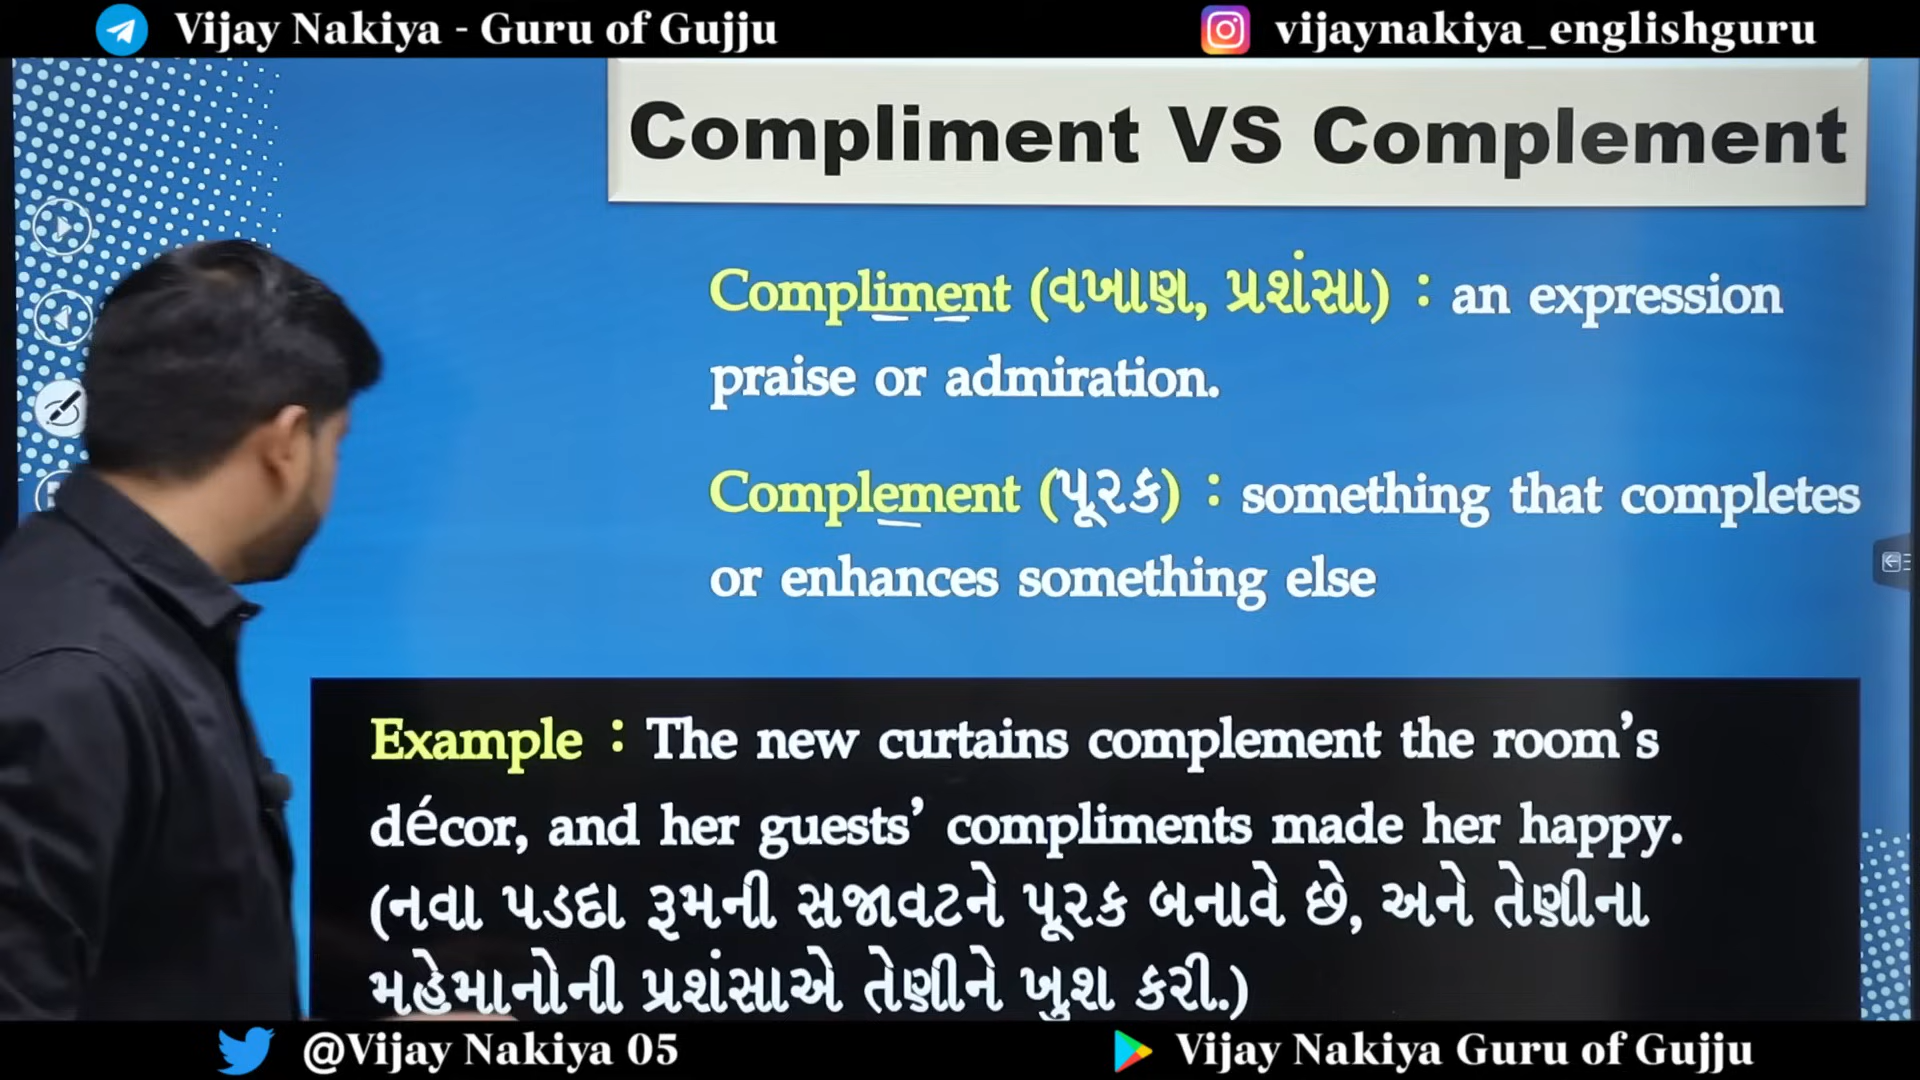 Vijay Nakiya - Guru of Gujju
vijaynakiya_englishguru
Compliment VS Complement
Compliment (વખાણ, પ્રશંસા) : an expression
praise or admiration.
Complement (પૂરક) : something that completes
or enhances something else
Example : The new curtains complement the room’s
décor, and her guests’ compliments made her happy.
(નવા પડદા રૂમની સજાવટને પૂરક બનાવે છે, અને તેણીના
મહેમાનોની પ્રશંસાએ તેણીને ખુશ કરી.)
@Vijay Nakiya 05
Vijay Nakiya Guru of Gujju